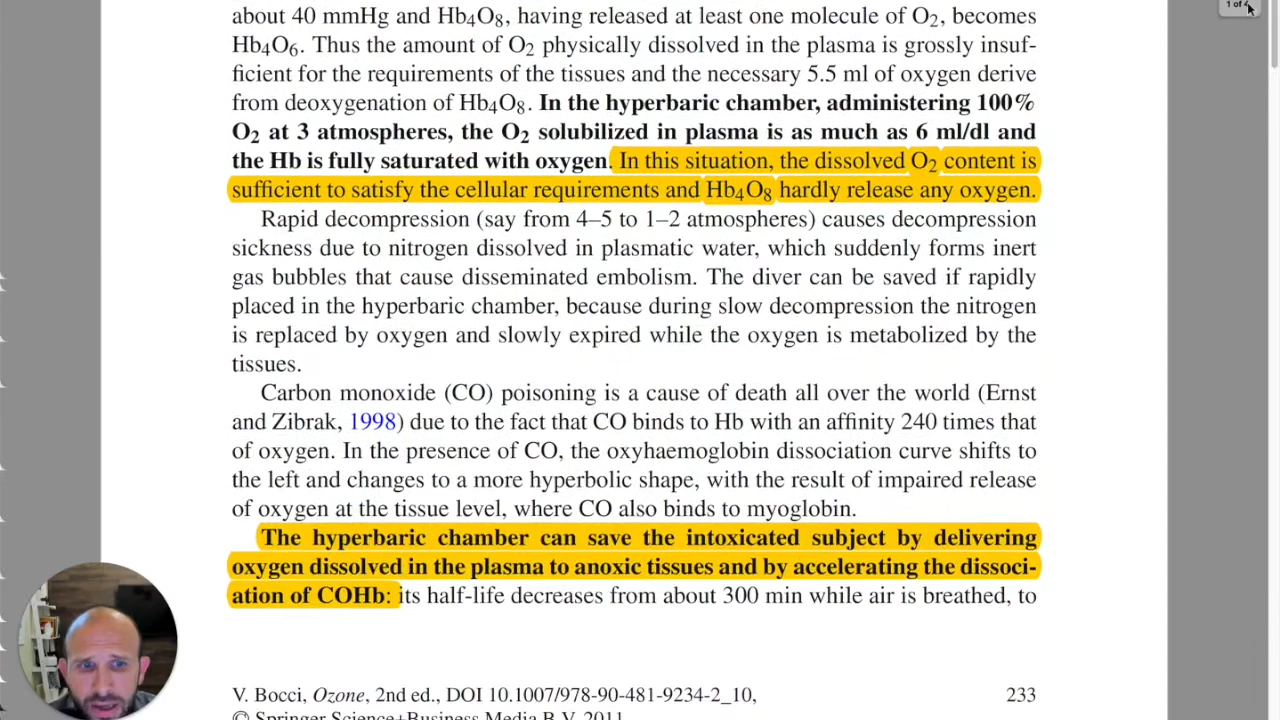 1 of 4
about 40 mmHg and Hb4O8, having released at least one molecule of O2, becomes
Hb4O6. Thus the amount of O2 physically dissolved in the plasma is grossly insuf-
ficient for the requirements of the tissues and the necessary 5.5 ml of oxygen derive
from deoxygenation of Hb4O8. In the hyperbaric chamber, administering 100%
O2 at 3 atmospheres, the O2 solubilized in plasma is as much as 6 ml/dl and
the Hb is fully saturated with oxygen. In this situation, the dissolved O2 content is
sufficient to satisfy the cellular requirements and Hb4O8 hardly release any oxygen.
Rapid decompression (say from 4–5 to 1–2 atmospheres) causes decompression
sickness due to nitrogen dissolved in plasmatic water, which suddenly forms inert
gas bubbles that cause disseminated embolism. The diver can be saved if rapidly
placed in the hyperbaric chamber, because during slow decompression the nitrogen
is replaced by oxygen and slowly expired while the oxygen is metabolized by the
tissues.
Carbon monoxide (CO) poisoning is a cause of death all over the world (Ernst
and Zibrak, 1998) due to the fact that CO binds to Hb with an affinity 240 times that
of oxygen. In the presence of CO, the oxyhaemoglobin dissociation curve shifts to
the left and changes to a more hyperbolic shape, with the result of impaired release
of oxygen at the tissue level, where CO also binds to myoglobin.
The hyperbaric chamber can save the intoxicated subject by delivering
oxygen dissolved in the plasma to anoxic tissues and by accelerating the dissoci-
ation of COHb: its half-life decreases from about 300 min while air is breathed, to
V. Bocci, Ozone, 2nd ed., DOI 10.1007/978-90-481-9234-2_10, 233
© Springer Science+Business Media B.V. 2011